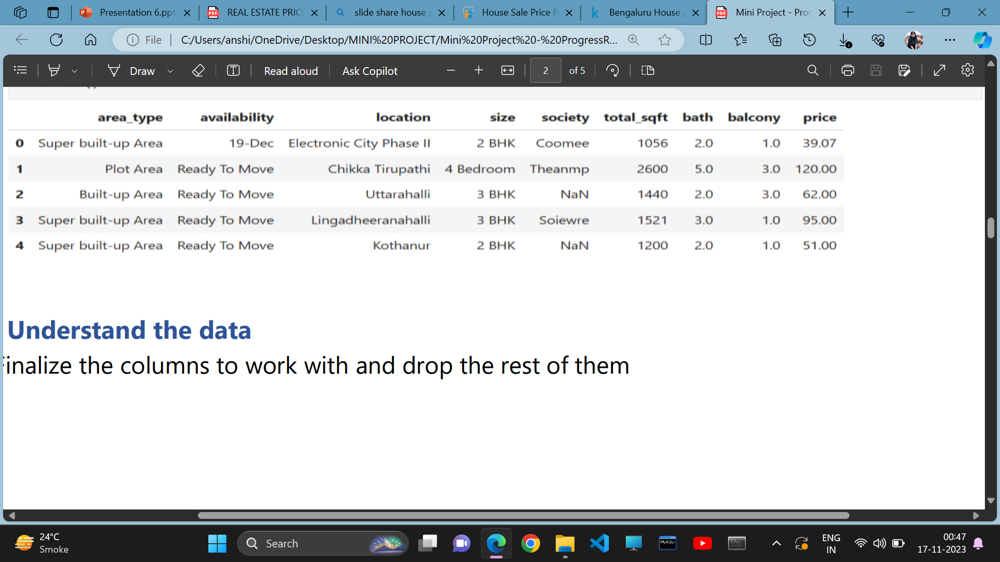 Presentation 6.ppt
REAL ESTATE PRIC
slide share house p
House Sale Price P
Bengaluru House p
Mini Project - Prog
File
C:/Users/anshi/OneDrive/Desktop/MINI%20PROJECT/Mini%20Project%20-%20ProgressR...
Draw
Read aloud
Ask Copilot
2
of 5
area_type availability location size society total_sqft bath balcony price
0 Super built-up Area 19-Dec Electronic City Phase II 2 BHK Coomee 1056 2.0 1.0 39.07
1 Plot Area Ready To Move Chikka Tirupathi 4 Bedroom Theanmp 2600 5.0 3.0 120.00
2 Built-up Area Ready To Move Uttarahalli 3 BHK NaN 1440 2.0 3.0 62.00
3 Super built-up Area Ready To Move Lingadheeranahalli 3 BHK Soiewre 1521 3.0 1.0 95.00
4 Super built-up Area Ready To Move Kothanur 2 BHK NaN 1200 2.0 1.0 51.00
Understand the data
Finalize the columns to work with and drop the rest of them
24°C
Smoke
Search
MySQL
ENG
IN
00:47
17-11-2023